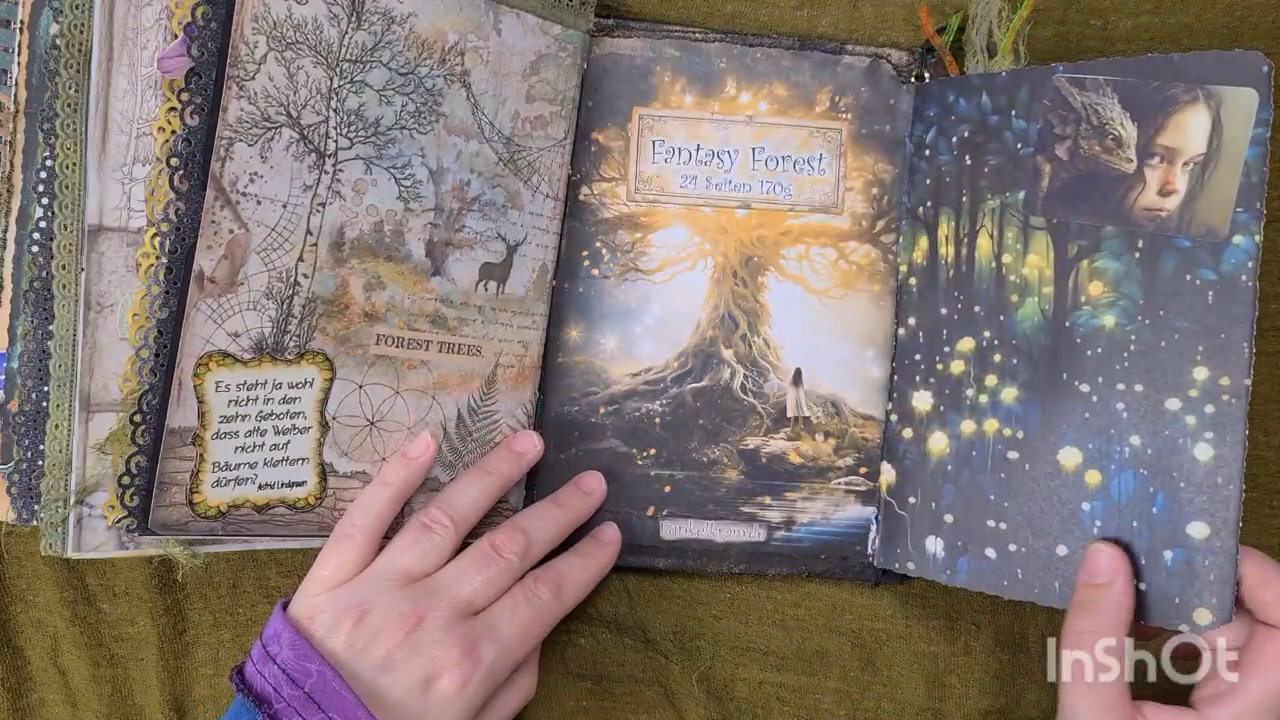 FOREST TREES.
Es steht ja wohl
nicht in den
zehn Geboten,
dass alte Weiber
nicht auf
Bäume klettern
dürfen?
Astrid Lindgreen
Fantasy Forest
24 Seiten 170g
Funkelkram.de
InShOt